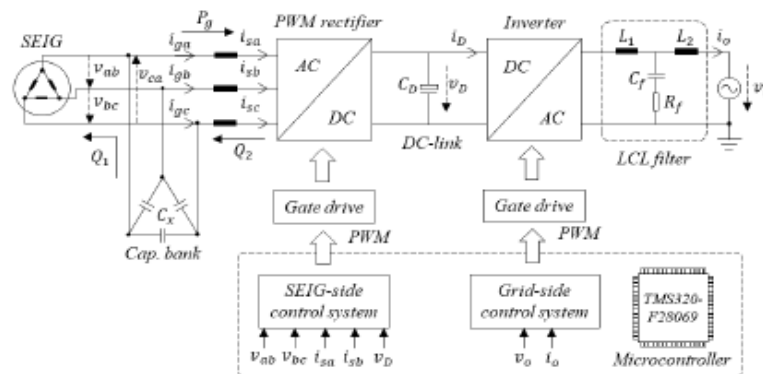 SEIG
P_g
PWM rectifier
Inverter
i_ga
i_sa
i_D
L_1
L_2
i_o
v_ab
v_ca
i_gb
i_sb
AC
C_D
v_D
DC
C_f
v
v_bc
i_gc
i_sc
DC
AC
R_f
Q_1
Q_2
DC-link
LCL filter
C_x
Gate drive
Gate drive
Cap. bank
PWM
PWM
SEIG-side
control system
Grid-side
control system
TMS320-
F28069
v_ab
v_bc
i_sa
i_sb
v_D
v_o
i_o
Microcontroller